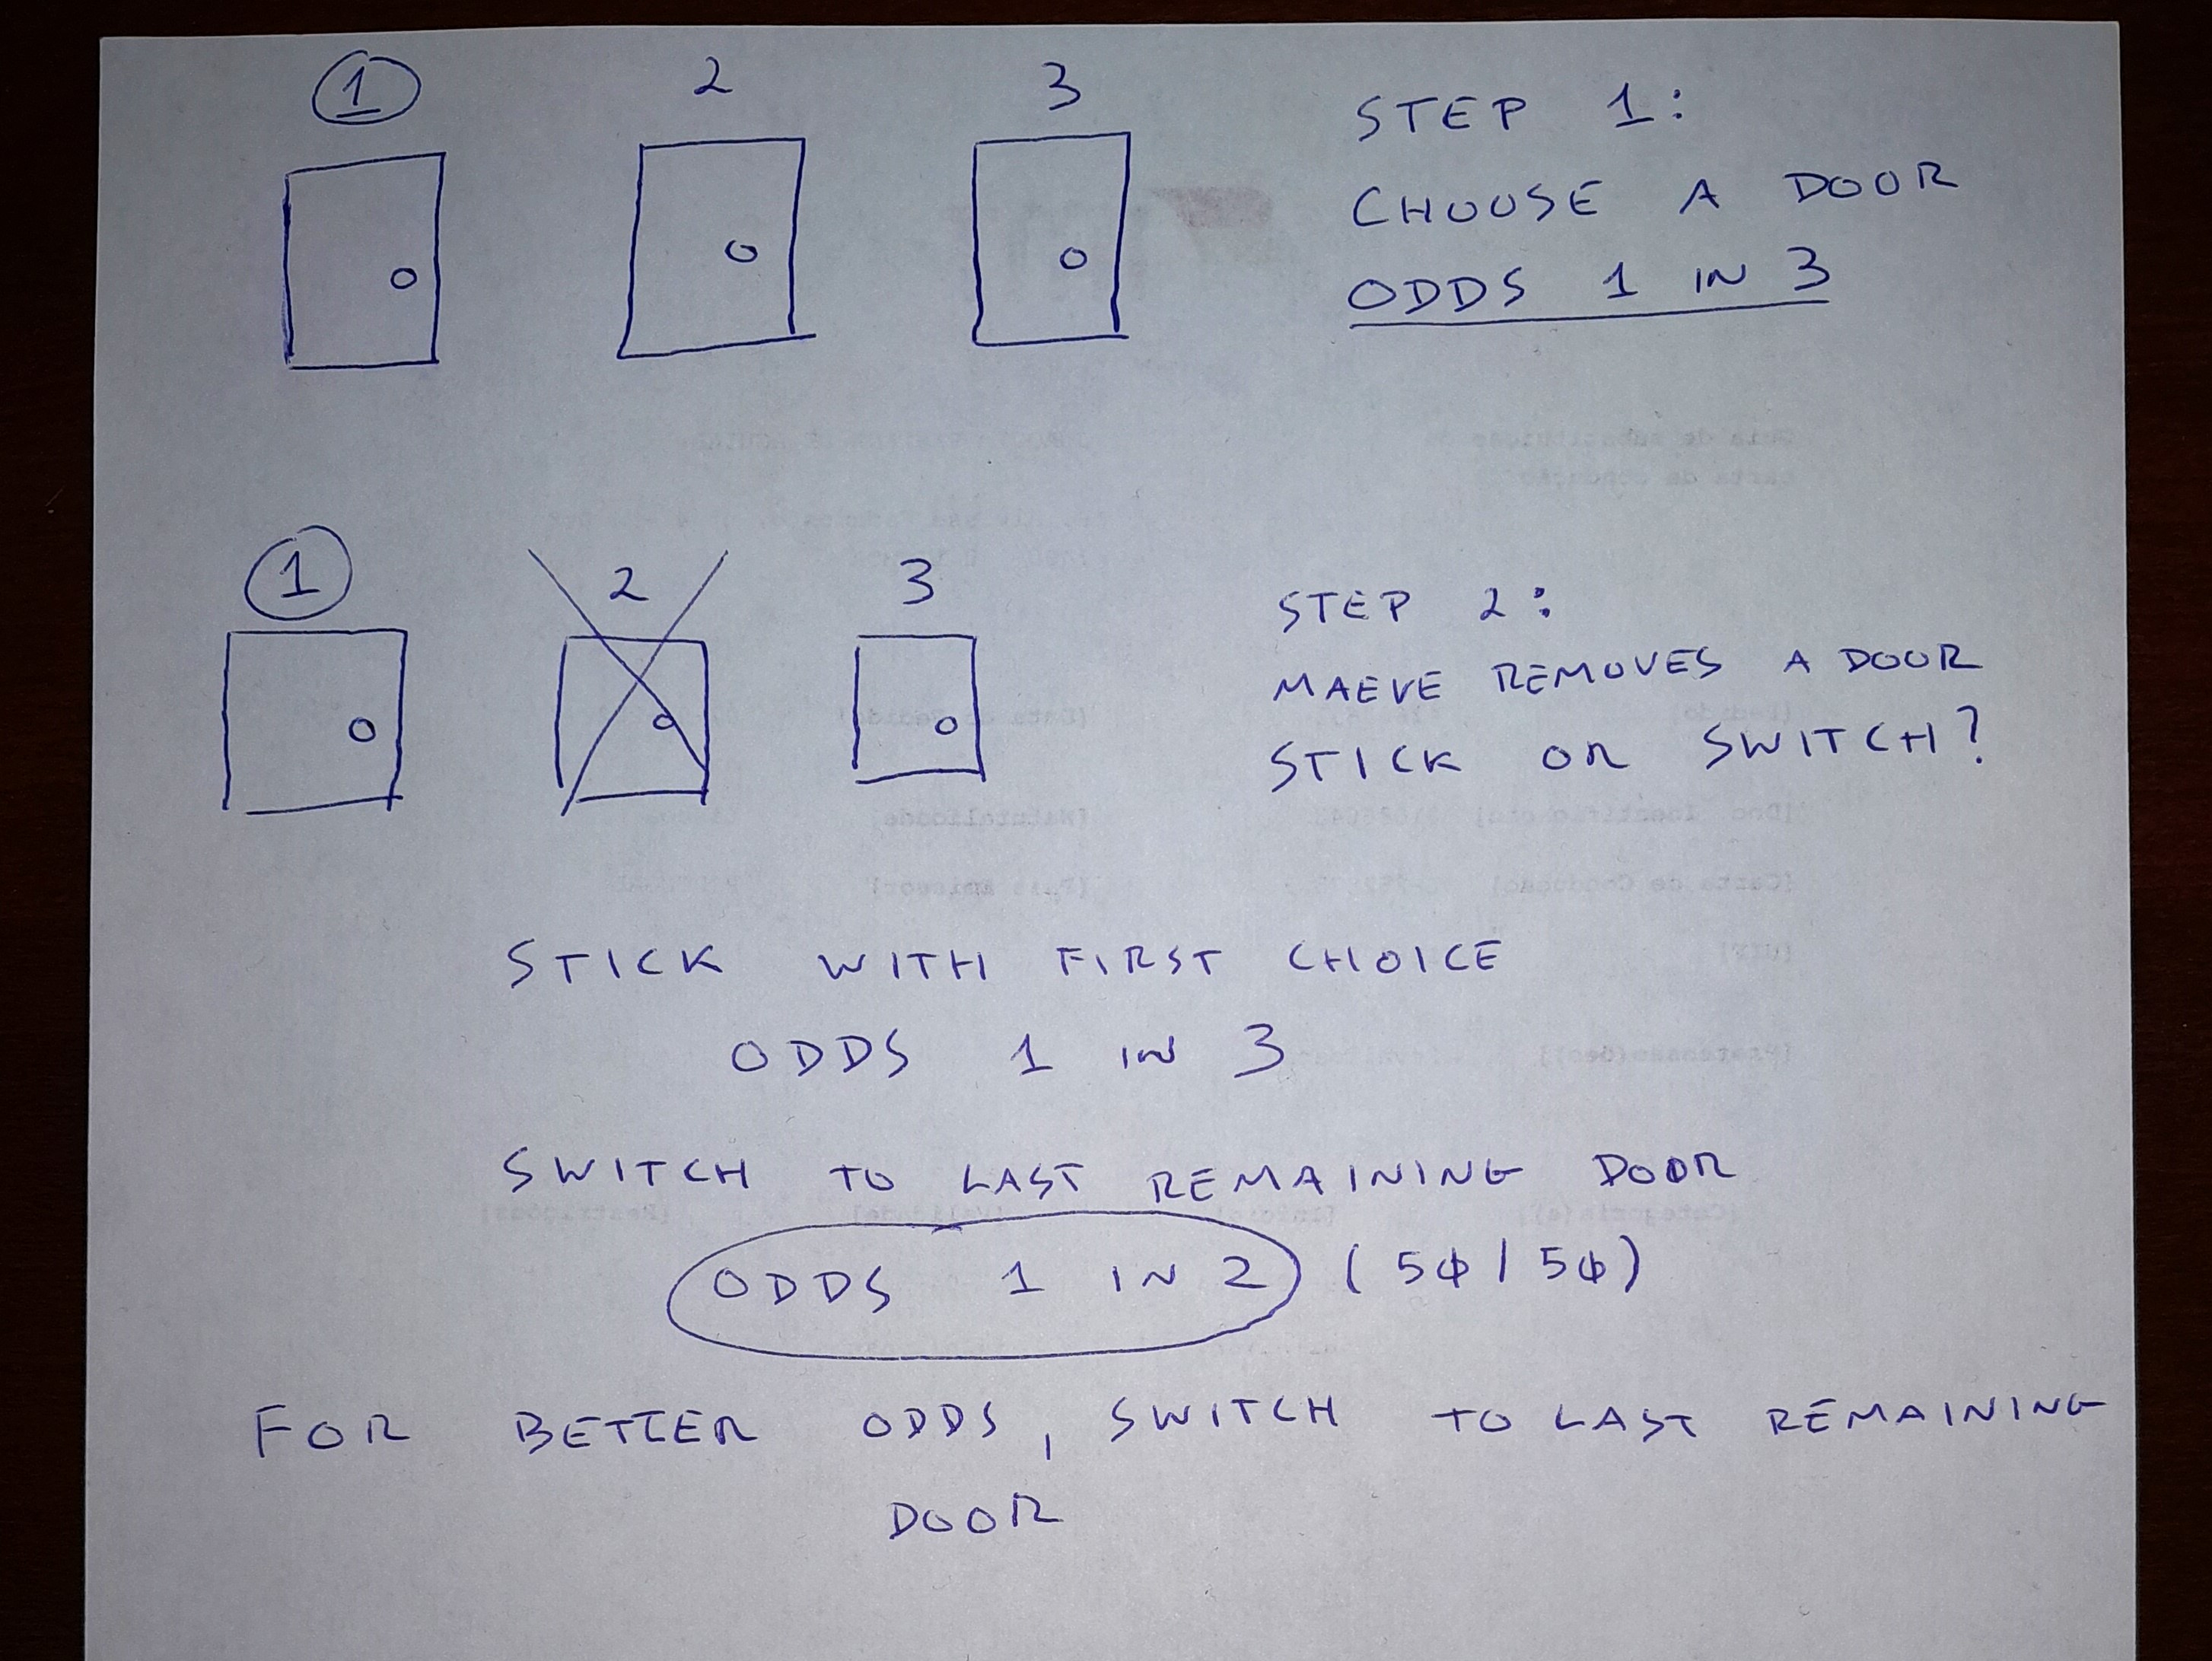 1 2 3
STEP 1:
CHOOSE A DOOR
ODDS 1 IN 3
1 2 3
STEP 2:
MAEVE REMOVES A DOOR
STICK OR SWITCH?
STICK WITH FIRST CHOICE
ODDS 1 IN 3
SWITCH TO LAST REMAINING DOOR
ODDS 1 IN 2 (50/50)
FOR BETTER ODDS, SWITCH TO LAST REMAINING
DOOR